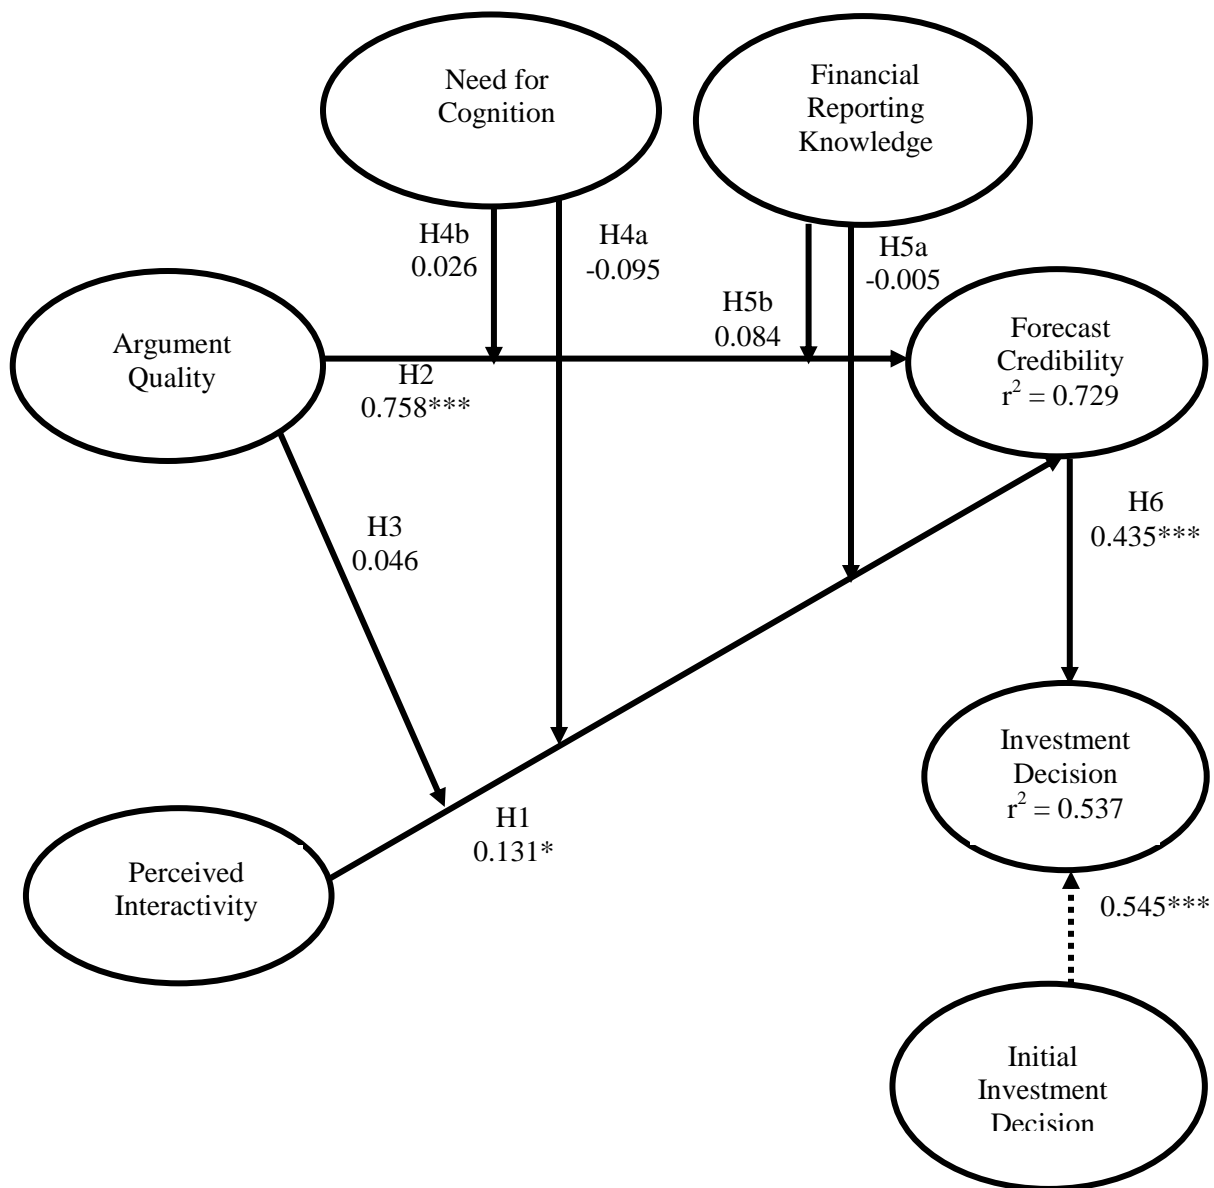 Need for
Cognition
Financial
Reporting
Knowledge
H4b
0.026
H4a
-0.095
H5a
-0.005
H5b
0.084
Argument
Quality
H2
0.758***
Forecast
Credibility
r² = 0.729
H3
0.046
H6
0.435***
Investment
Decision
r² = 0.537
H1
0.131*
Perceived
Interactivity
0.545***
Initial
Investment
Decision